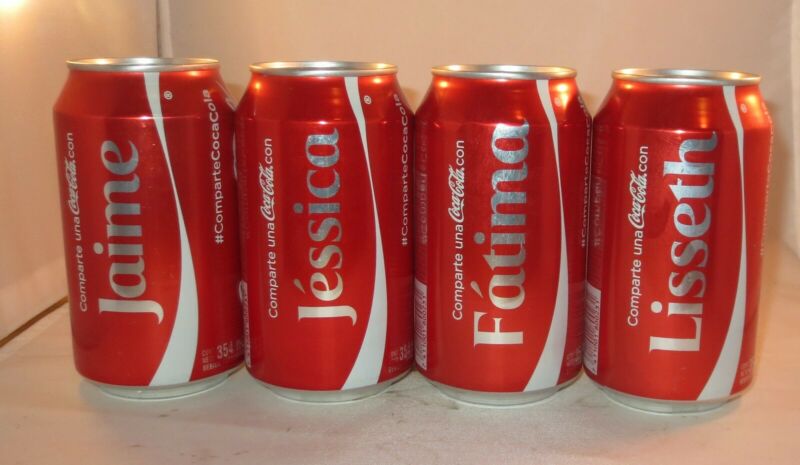 Comparte una Coca-Cola con
Jaime
®
#ComparteCocaCola
354
Comparte una Coca-Cola con
Jéssica
®
#ComparteCocaCola
Comparte una Coca-Cola con
Fátima
®
Comparte una Coca-Cola con
Lisseth
®